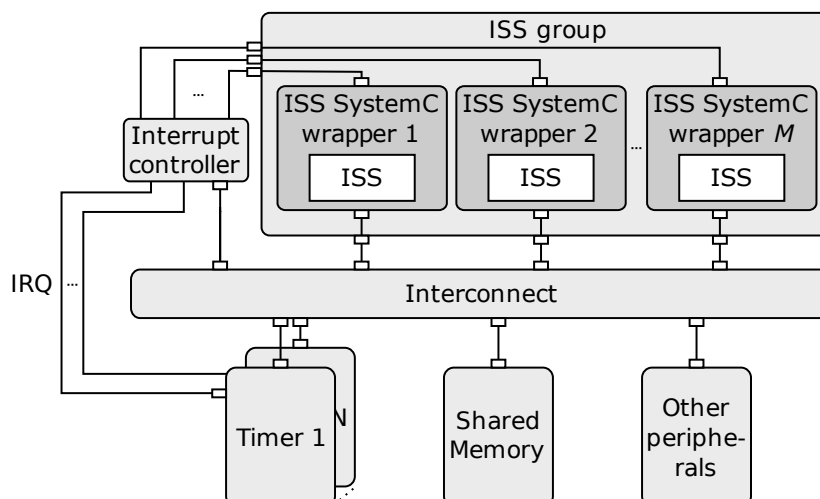 ISS group
...
ISS SystemC
wrapper 1
ISS
ISS SystemC
wrapper 2
ISS
...
ISS SystemC
wrapper M
ISS
Interrupt
controller
IRQ
...
Interconnect
N
Timer 1
Shared
Memory
Other
periphe-
rals